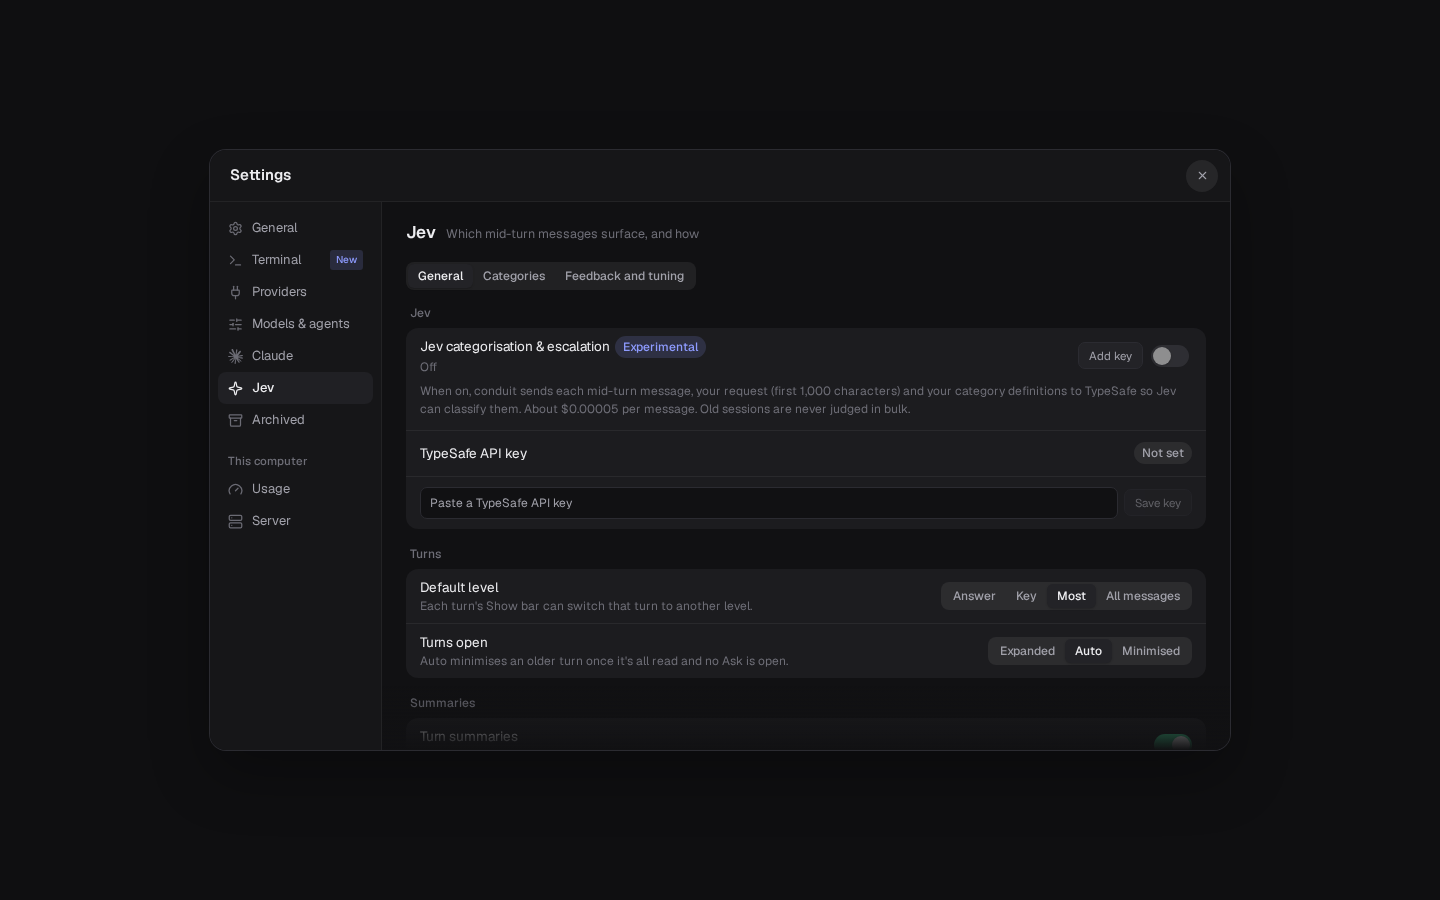 Settings
General
Terminal New
Providers
Models & agents
Claude
Jev
Archived
This computer
Usage
Server
Jev Which mid-turn messages surface, and how
General Categories Feedback and tuning
Jev
Jev categorisation & escalation Experimental
Off
Add key
When on, conduit sends each mid-turn message, your request (first 1,000 characters) and your category definitions to TypeSafe so Jev
can classify them. About $0.00005 per message. Old sessions are never judged in bulk.
TypeSafe API key Not set
Paste a TypeSafe API key Save key
Turns
Default level
Each turn's Show bar can switch that turn to another level.
Answer Key Most All messages
Turns open
Auto minimises an older turn once it's all read and no Ask is open.
Expanded Auto Minimised
Summaries
Turn summaries